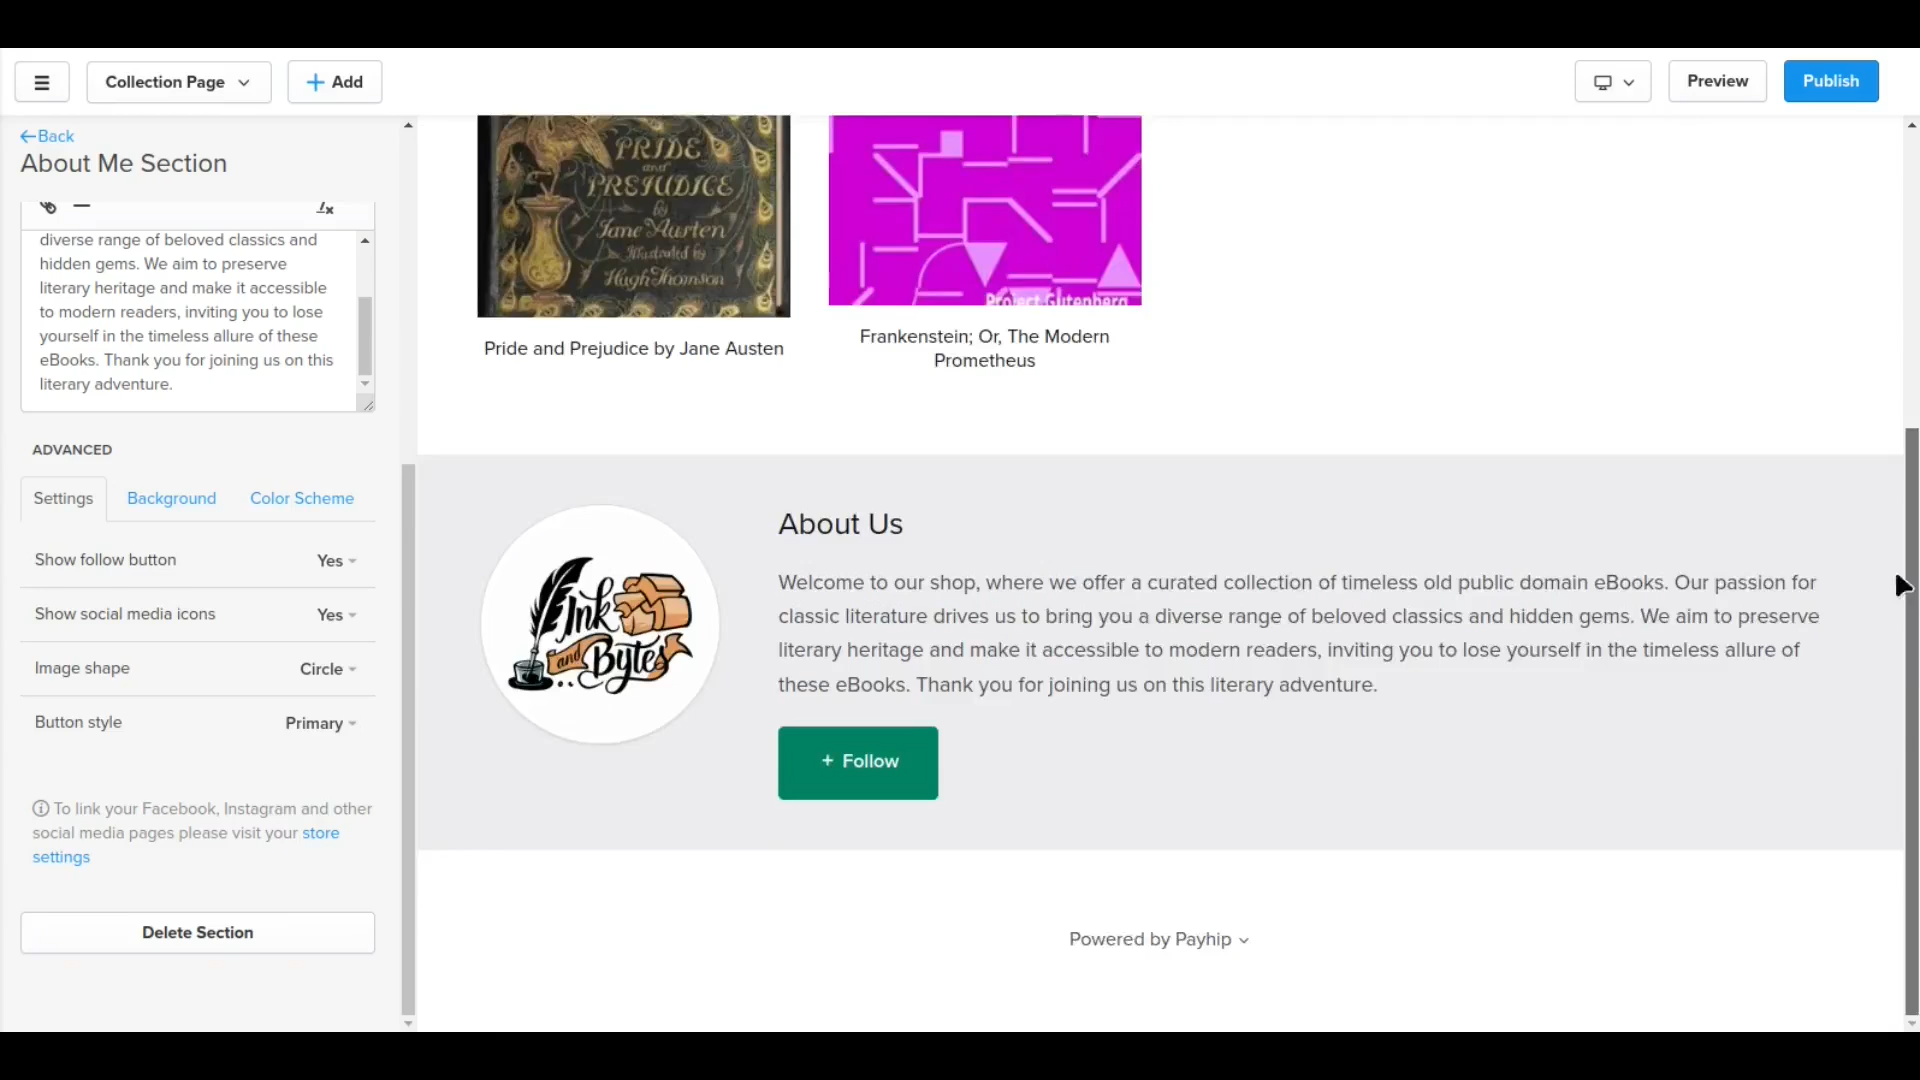 Collection Page
Add
Preview
Publish
Back
About Me Section
diverse range of beloved classics and
hidden gems. We aim to preserve
literary heritage and make it accessible
to modern readers, inviting you to lose
yourself in the timeless allure of these
eBooks. Thank you for joining us on this
literary adventure.
ADVANCED
Settings
Background
Color Scheme
Show follow button
Yes
Show social media icons
Yes
Image shape
Circle
Button style
Primary
To link your Facebook, Instagram and other
social media pages please visit your store
settings
Delete Section
PRIDE
and
PREJUDICE
by
Jane Austen
Illustrated by
Hugh Thomson
Pride and Prejudice by Jane Austen
Project Gutenberg
Frankenstein; Or, The Modern
Prometheus
Ink
and
Bytes
About Us
Welcome to our shop, where we offer a curated collection of timeless old public domain eBooks. Our passion for
classic literature drives us to bring you a diverse range of beloved classics and hidden gems. We aim to preserve
literary heritage and make it accessible to modern readers, inviting you to lose yourself in the timeless allure of
these eBooks. Thank you for joining us on this literary adventure.
+ Follow
Powered by Payhip